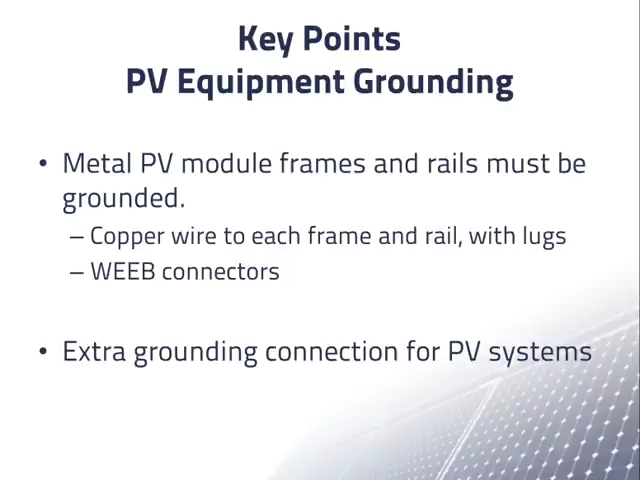 Key Points
PV Equipment Grounding
• Metal PV module frames and rails must be
grounded.
– Copper wire to each frame and rail, with lugs
– WEEB connectors
• Extra grounding connection for PV systems